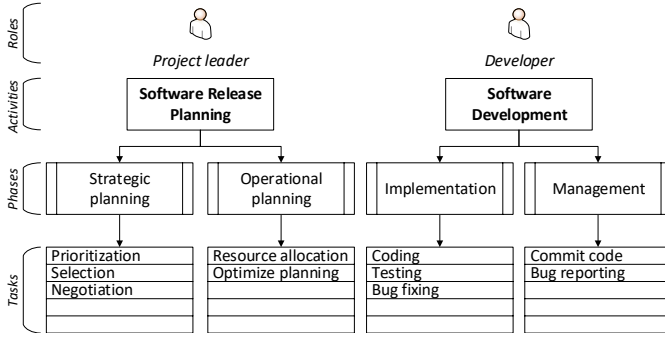 Roles
Project leader
Developer
Activities
Software Release
Planning
Software
Development
Phases
Strategic
planning
Operational
planning
Implementation
Management
Tasks
Prioritization
Selection
Negotiation
Resource allocation
Optimize planning
Coding
Testing
Bug fixing
Commit code
Bug reporting